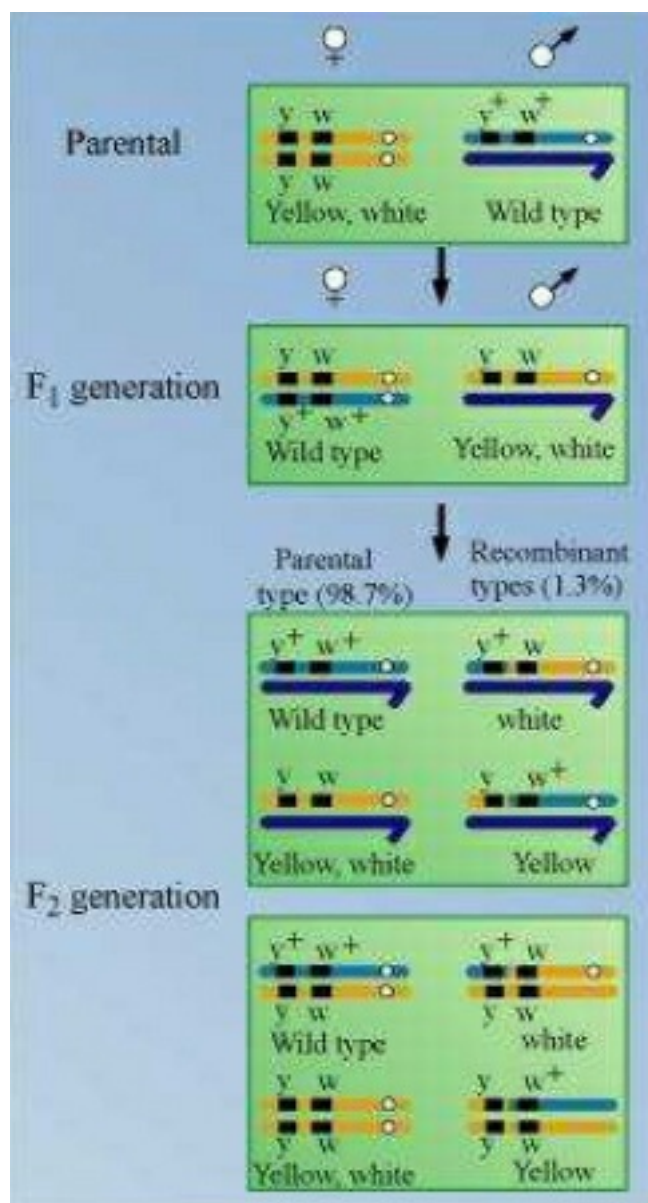 ♀ ♂
Parental
y w y+ w+
y w
Yellow, white Wild type
♀ ♂
F1 generation
y w y w
y+ w+
Wild type Yellow, white
Parental type (98.7%)
Recombinant types (1.3%)
y+ w+ y+ w
Wild type white
y w y w+
Yellow, white Yellow
F2 generation
y+ w+ y+ w
y w y w
Wild type white
y w y w+
y w y w
Yellow, white Yellow